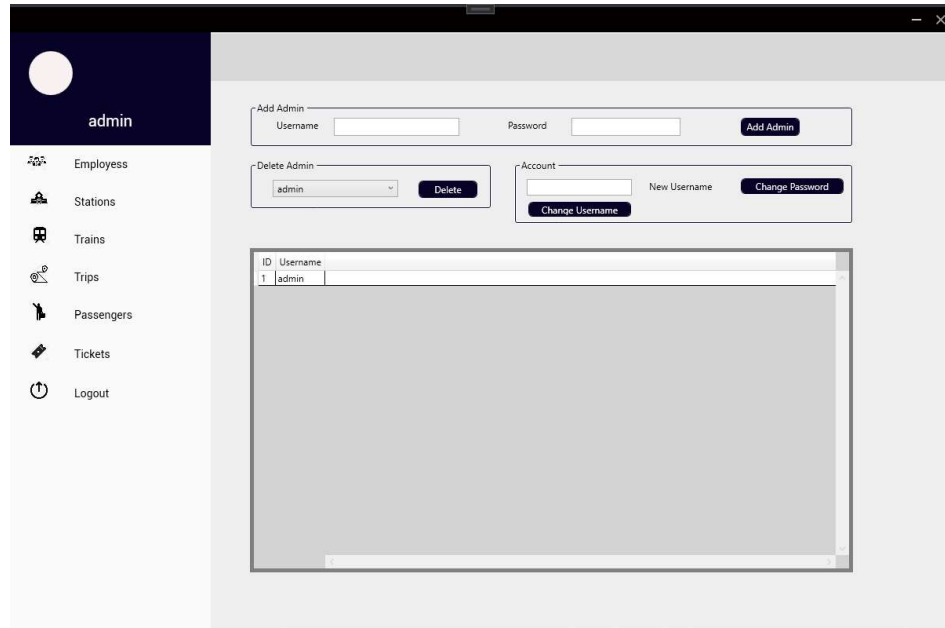 admin
Employess
Stations
Trains
Trips
Passengers
Tickets
Logout
Add Admin
Username Password Add Admin
Delete Admin
admin Delete
Account
New Username Change Password
Change Username
ID Username
1 admin